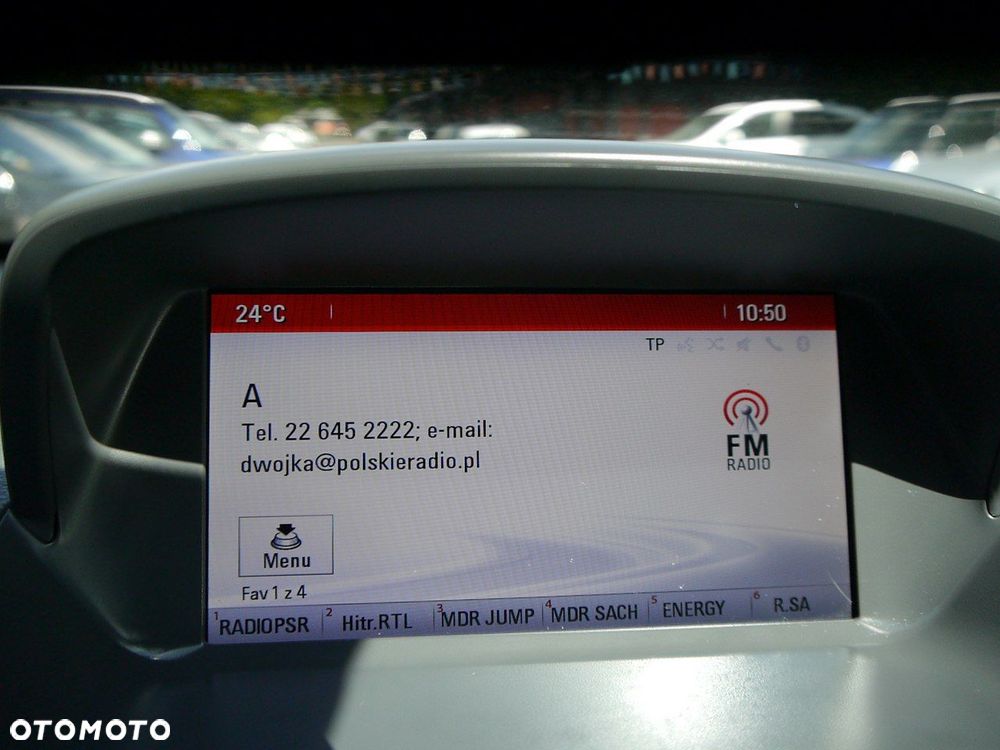 24°C 10:50
TP
A
Tel. 22 645 2222; e-mail:
dwojka@polskieradio.pl
FM
RADIO
Menu
Fav 1 z 4
1 RADIOPSR 2 Hitr.RTL 3 MDR JUMP 4 MDR SACH 5 ENERGY 6 R.SA
OTOMOTO